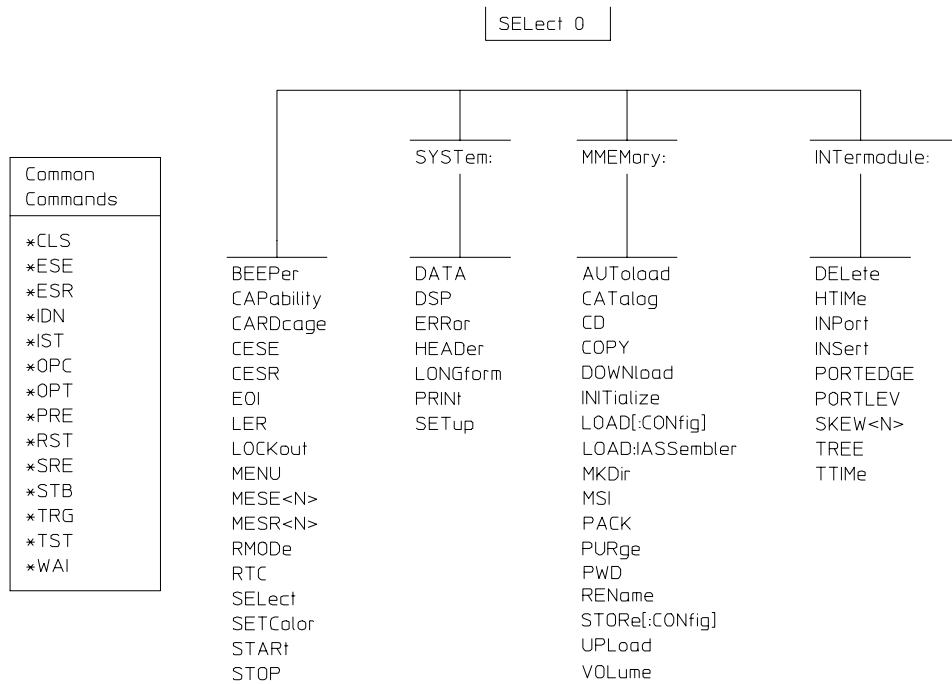 SELect 0
Common
Commands
*CLS
*ESE
*ESR
*IDN
*IST
*OPC
*OPT
*PRE
*RST
*SRE
*STB
*TRG
*TST
*WAI
BEEPer
CAPability
CARDcage
CESE
CESR
EOI
LER
LOCKout
MENU
MESE<N>
MESR<N>
RMODe
RTC
SELect
SETColor
STARt
STOP
SYSTem:
DATA
DSP
ERRor
HEADer
LONGform
PRINt
SETup
MMEMory:
AUToload
CATalog
CD
COPY
DOWNload
INITialize
LOAD[:CONfig]
LOAD:IASSembler
MKDir
MSI
PACK
PURge
PWD
REName
STORe[:CONfig]
UPLoad
VOLume
INTermodule:
DELete
HTIMe
INPort
INSert
PORTEDGE
PORTLEV
SKEW<N>
TREE
TTIMe